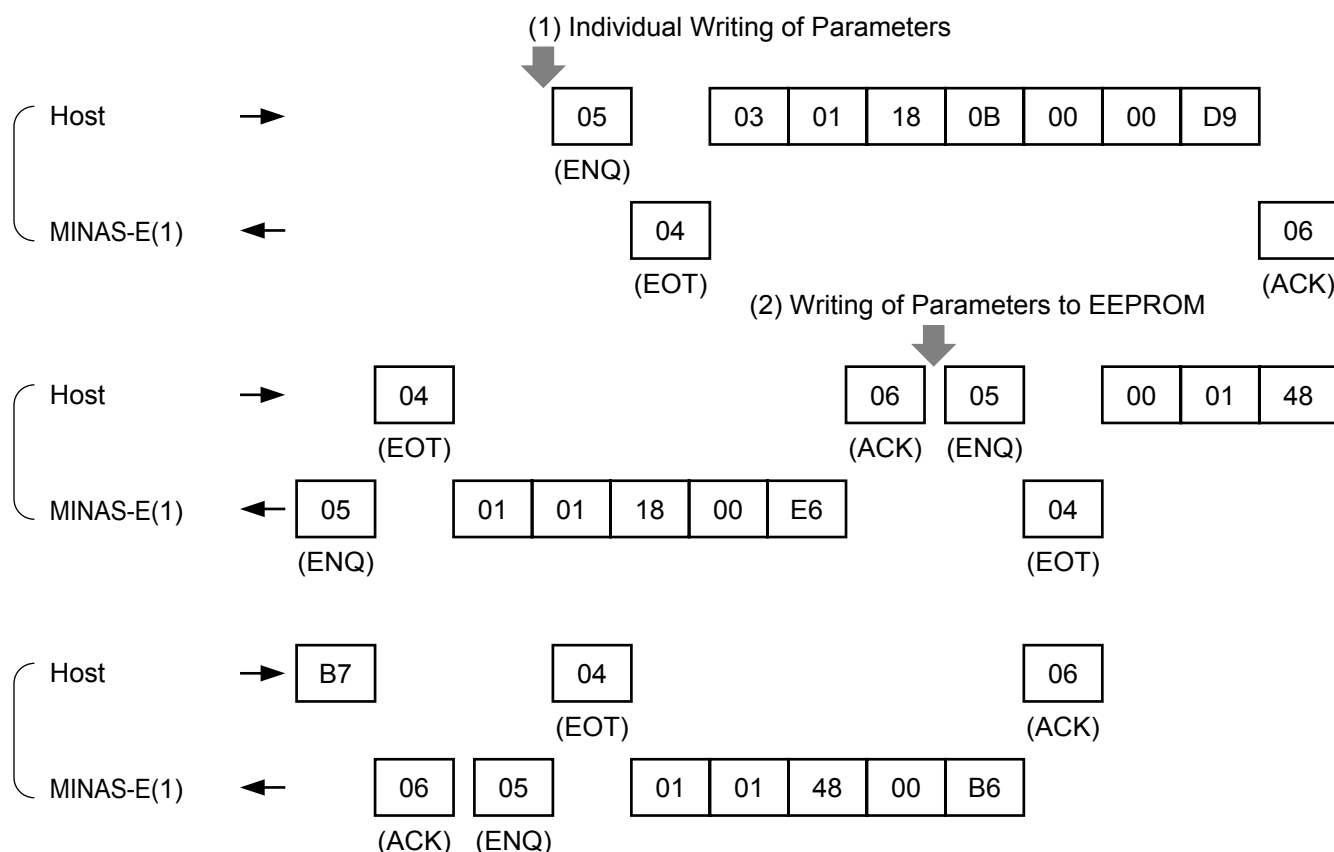 (1) Individual Writing of Parameters
Host 05 03 01 18 0B 00 00 D9
(ENQ)
MINAS-E(1) 04 06
(EOT) (ACK)
(2) Writing of Parameters to EEPROM
Host 04 06 05 00 01 48
(EOT) (ACK) (ENQ)
MINAS-E(1) 05 01 01 18 00 E6 04
(ENQ) (EOT)
Host B7 04 06
(EOT) (ACK)
MINAS-E(1) 06 05 01 01 48 00 B6
(ACK) (ENQ)